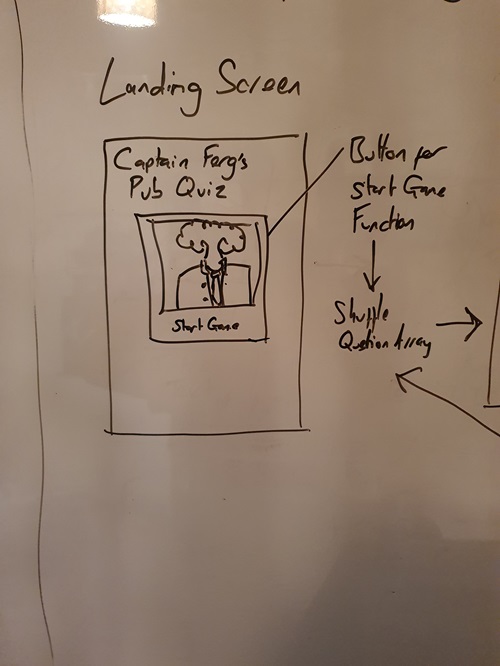 Landing Screen
Captain Ferg's
Pub Quiz
Start Game
Button for
Start Game
Function
Shuffle
Question Array